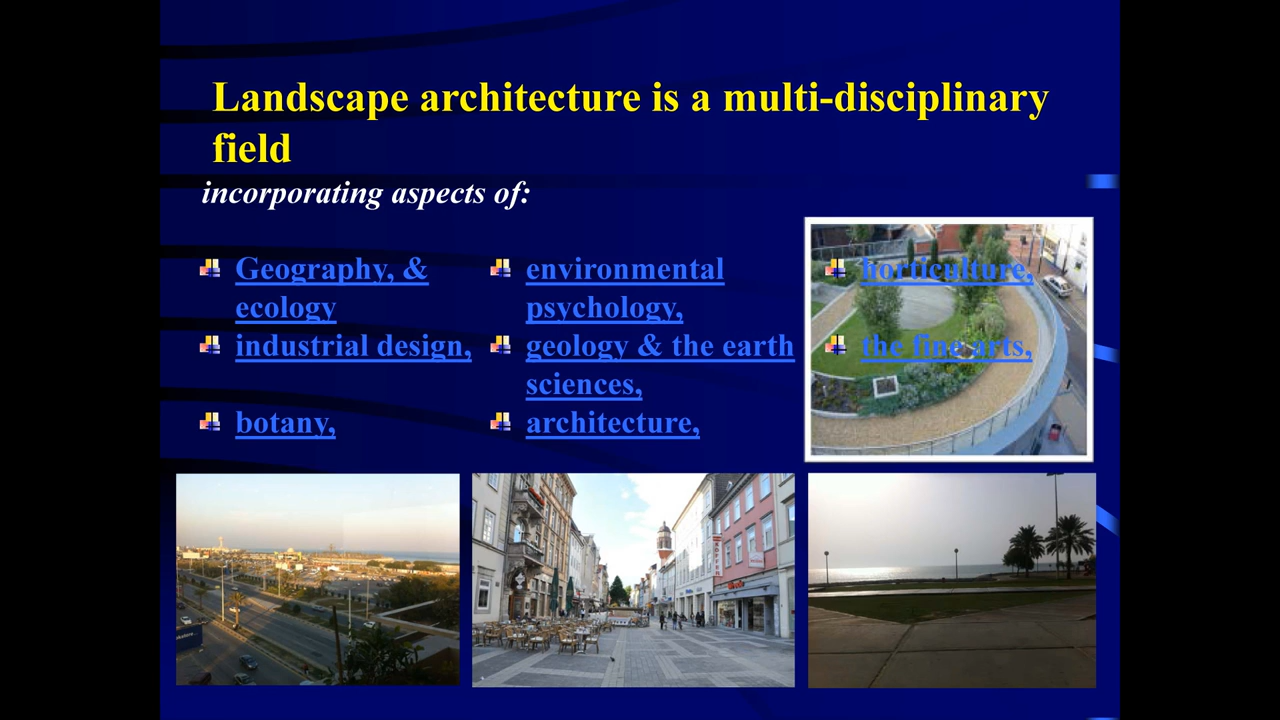 Landscape architecture is a multi-disciplinary
field
incorporating aspects of:
Geography, &
ecology
industrial design,
botany,
environmental
psychology,
geology & the earth
sciences,
architecture,
horticulture,
the fine arts,